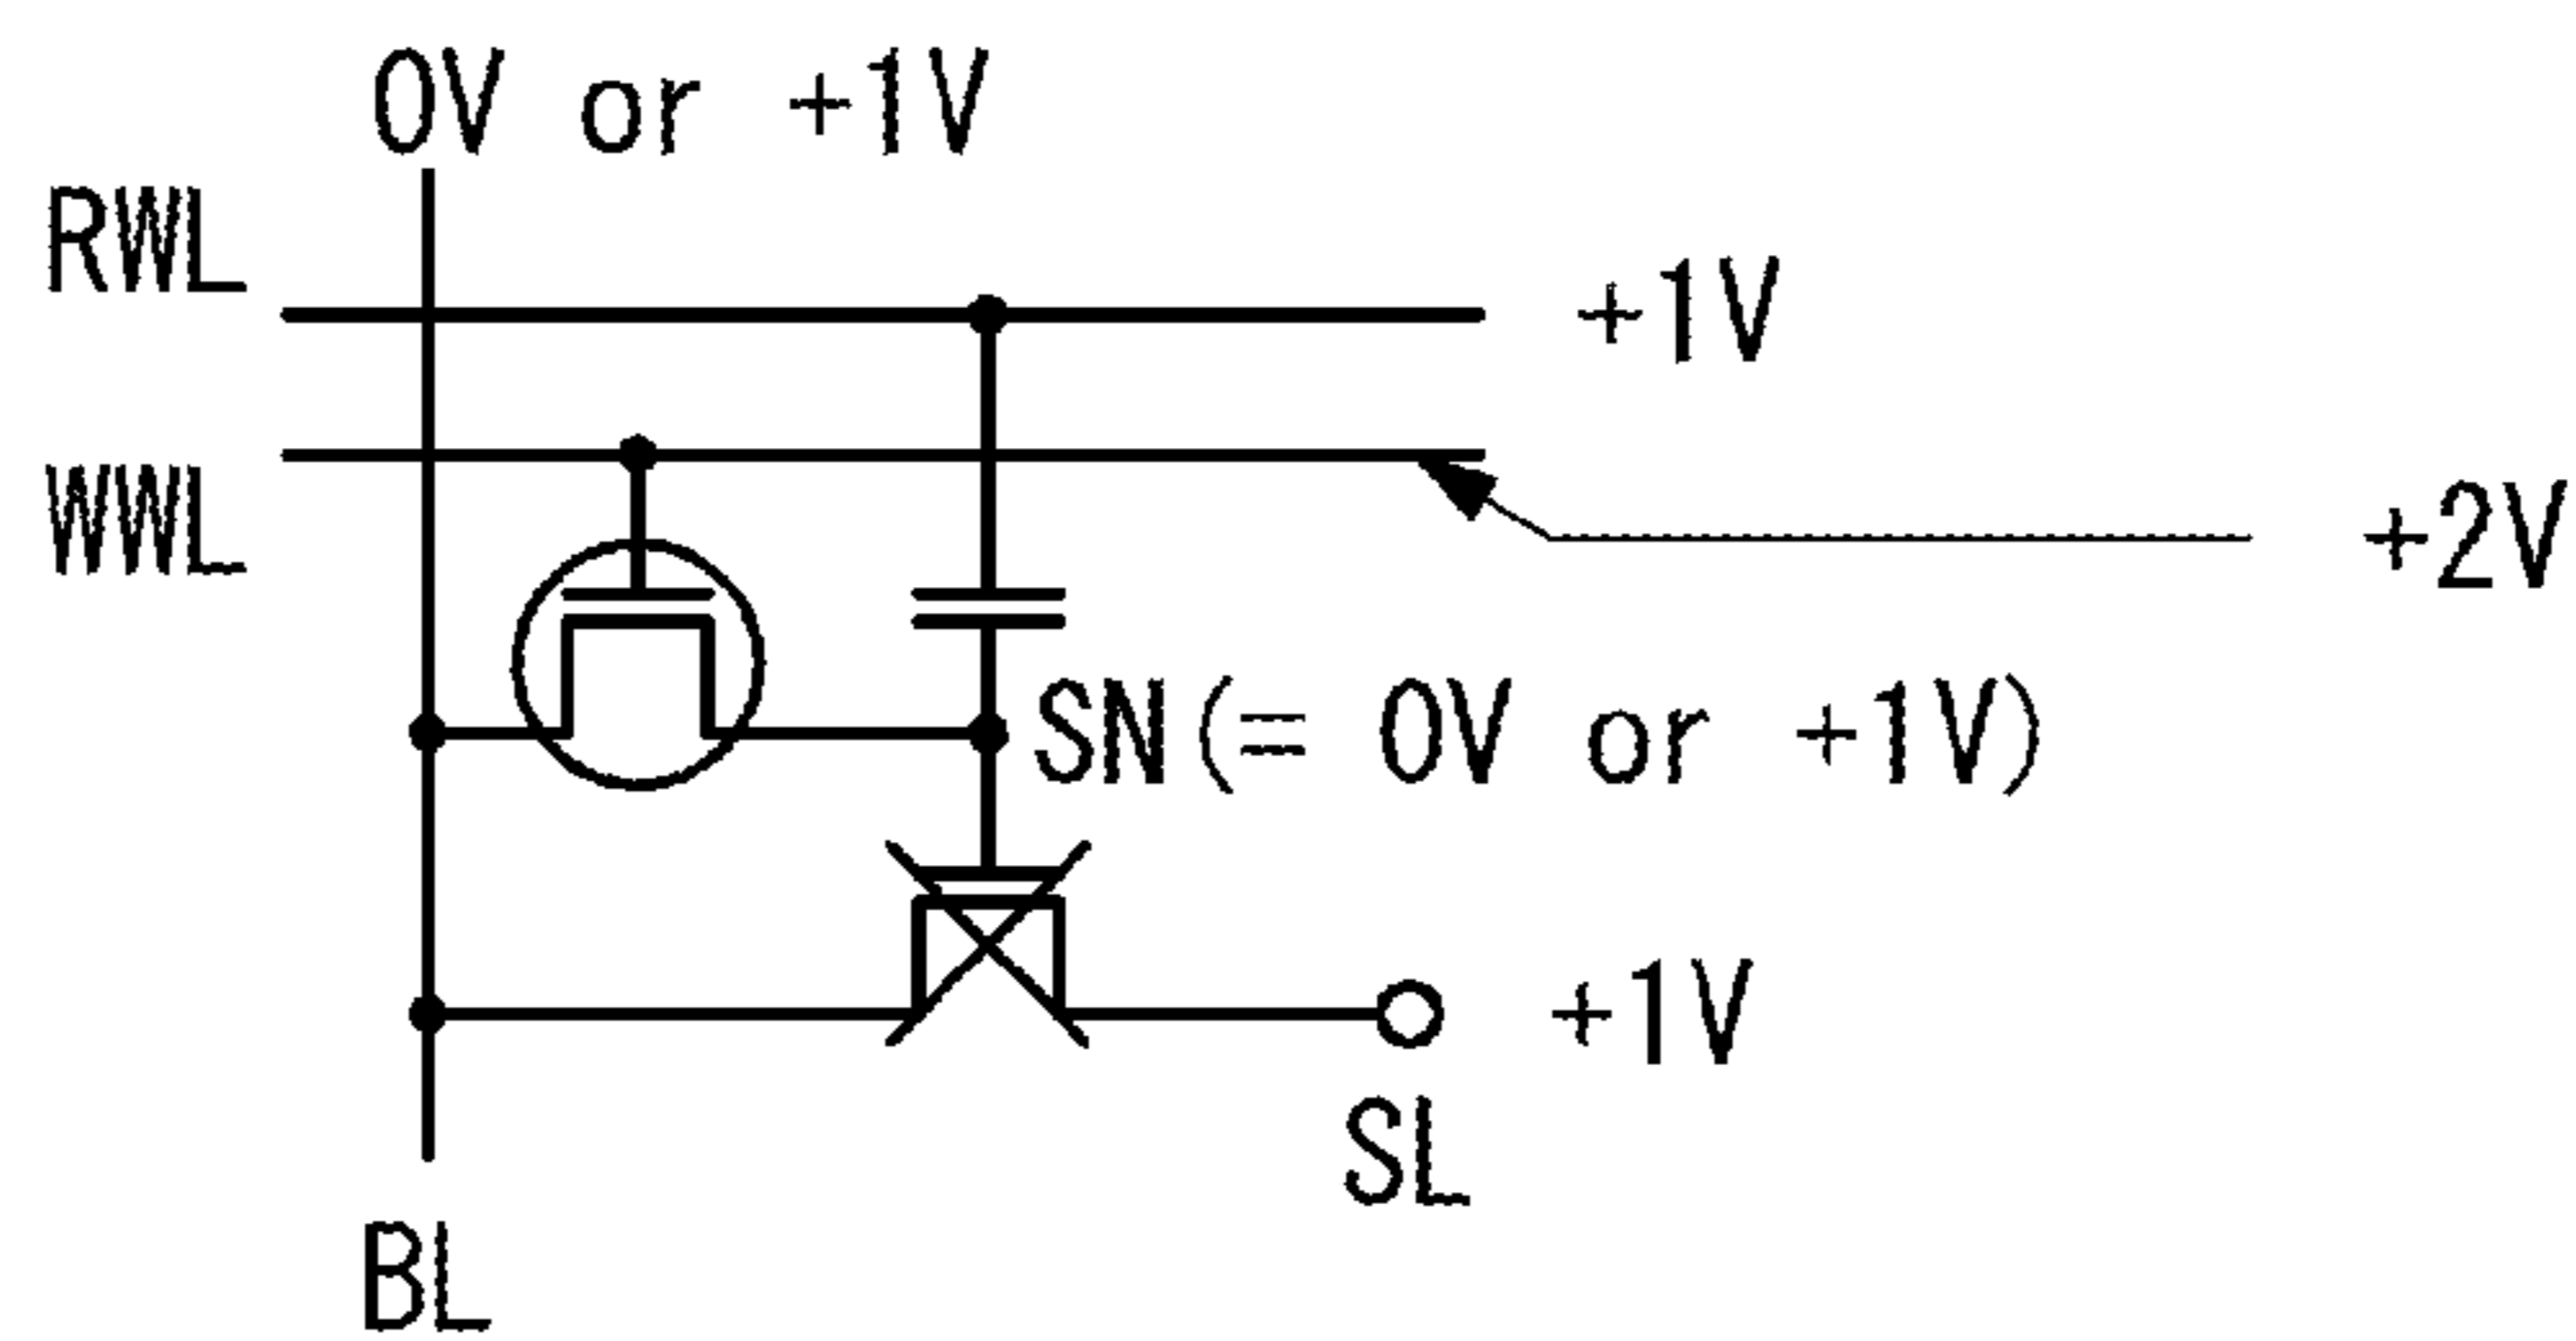 0V or +1V
RWL
+1V
WWL
+2V
SN(= 0V or +1V)
+1V
SL
BL